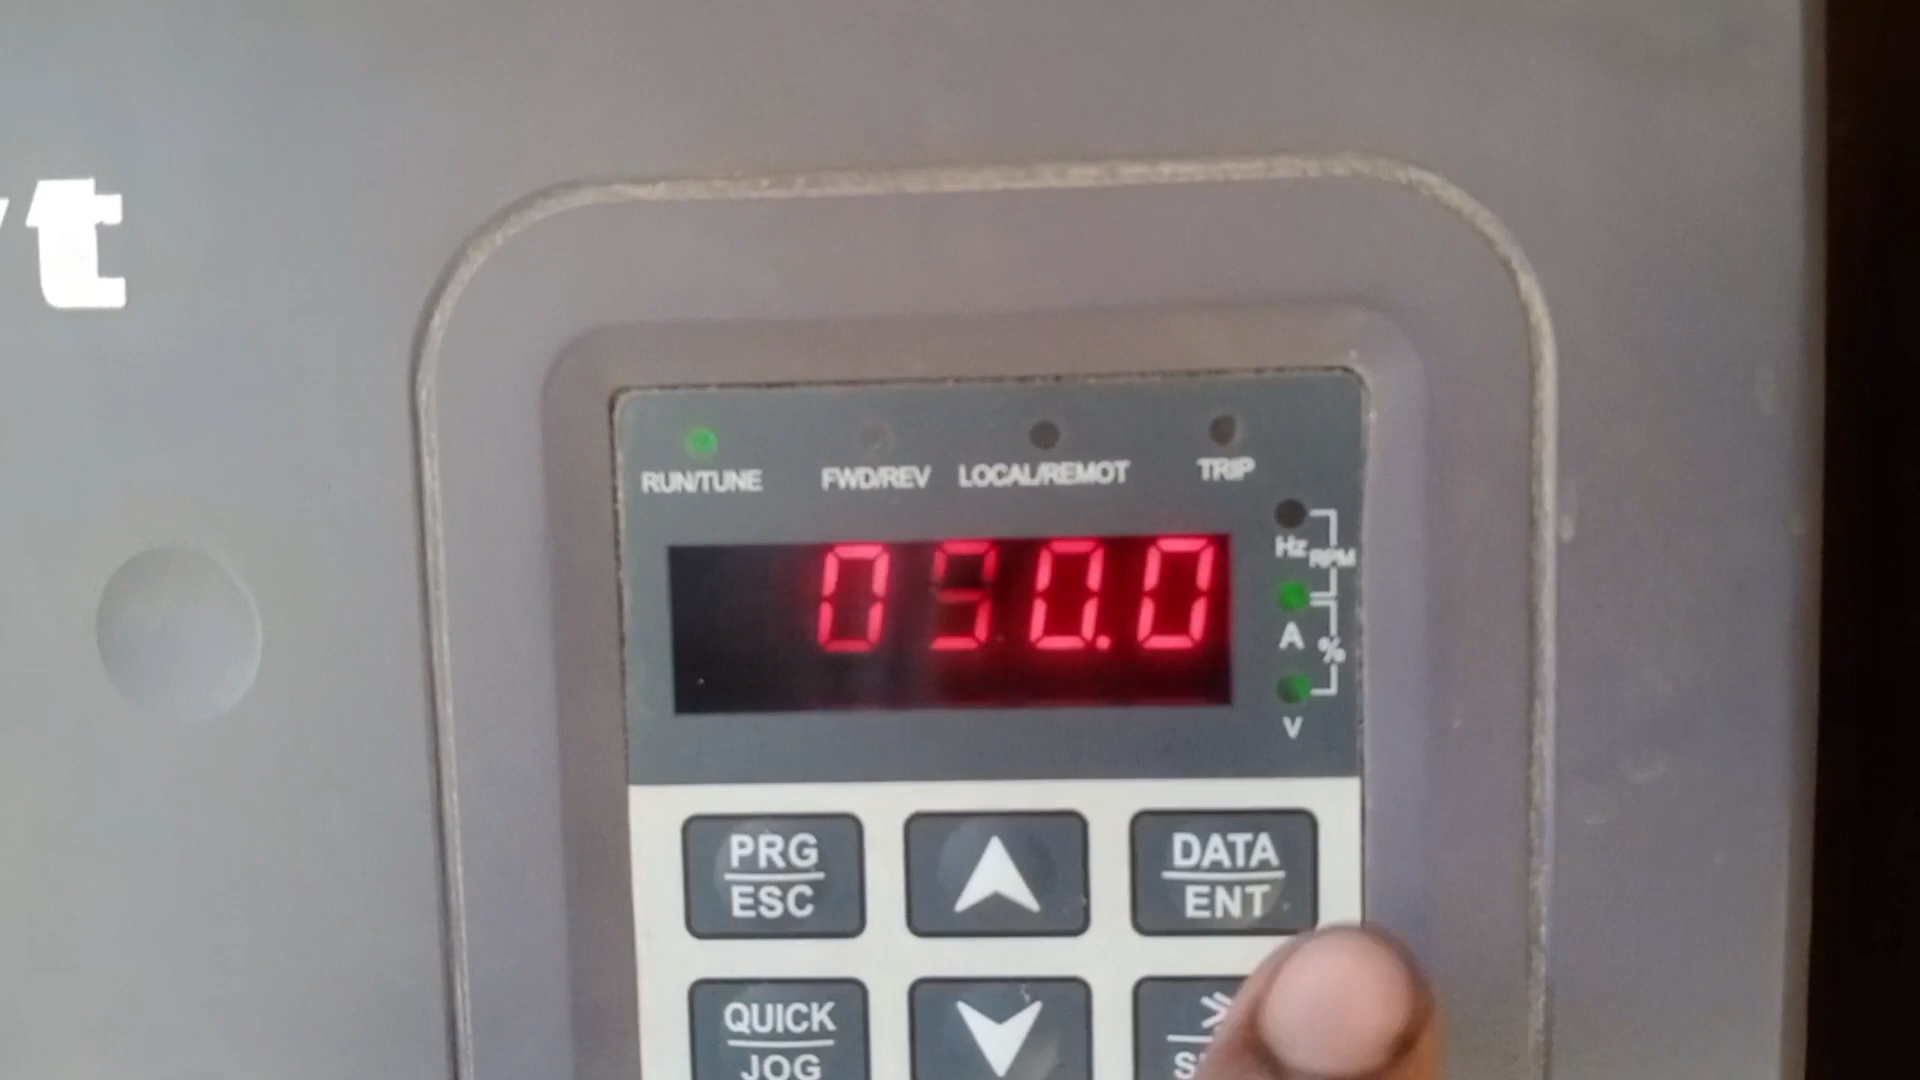 t
RUN/TUNE FWD/REV LOCAL/REMOT TRIP
Hz RPM
050.0
A %
V
PRG
ESC
DATA
ENT
QUICK
JOG